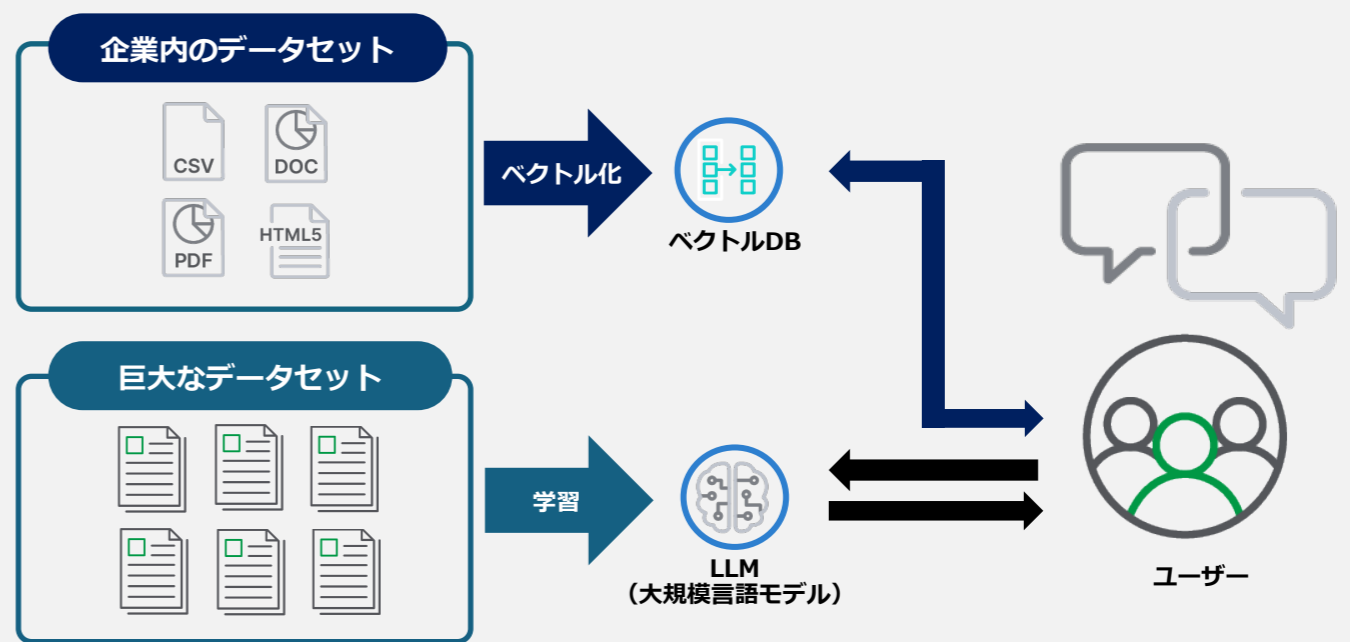 企業内のデータセット
CSV
DOC
PDF
HTML5
ベクトル化
ベクトルDB
巨大なデータセット
学習
LLM
(大規模言語モデル)
ユーザー